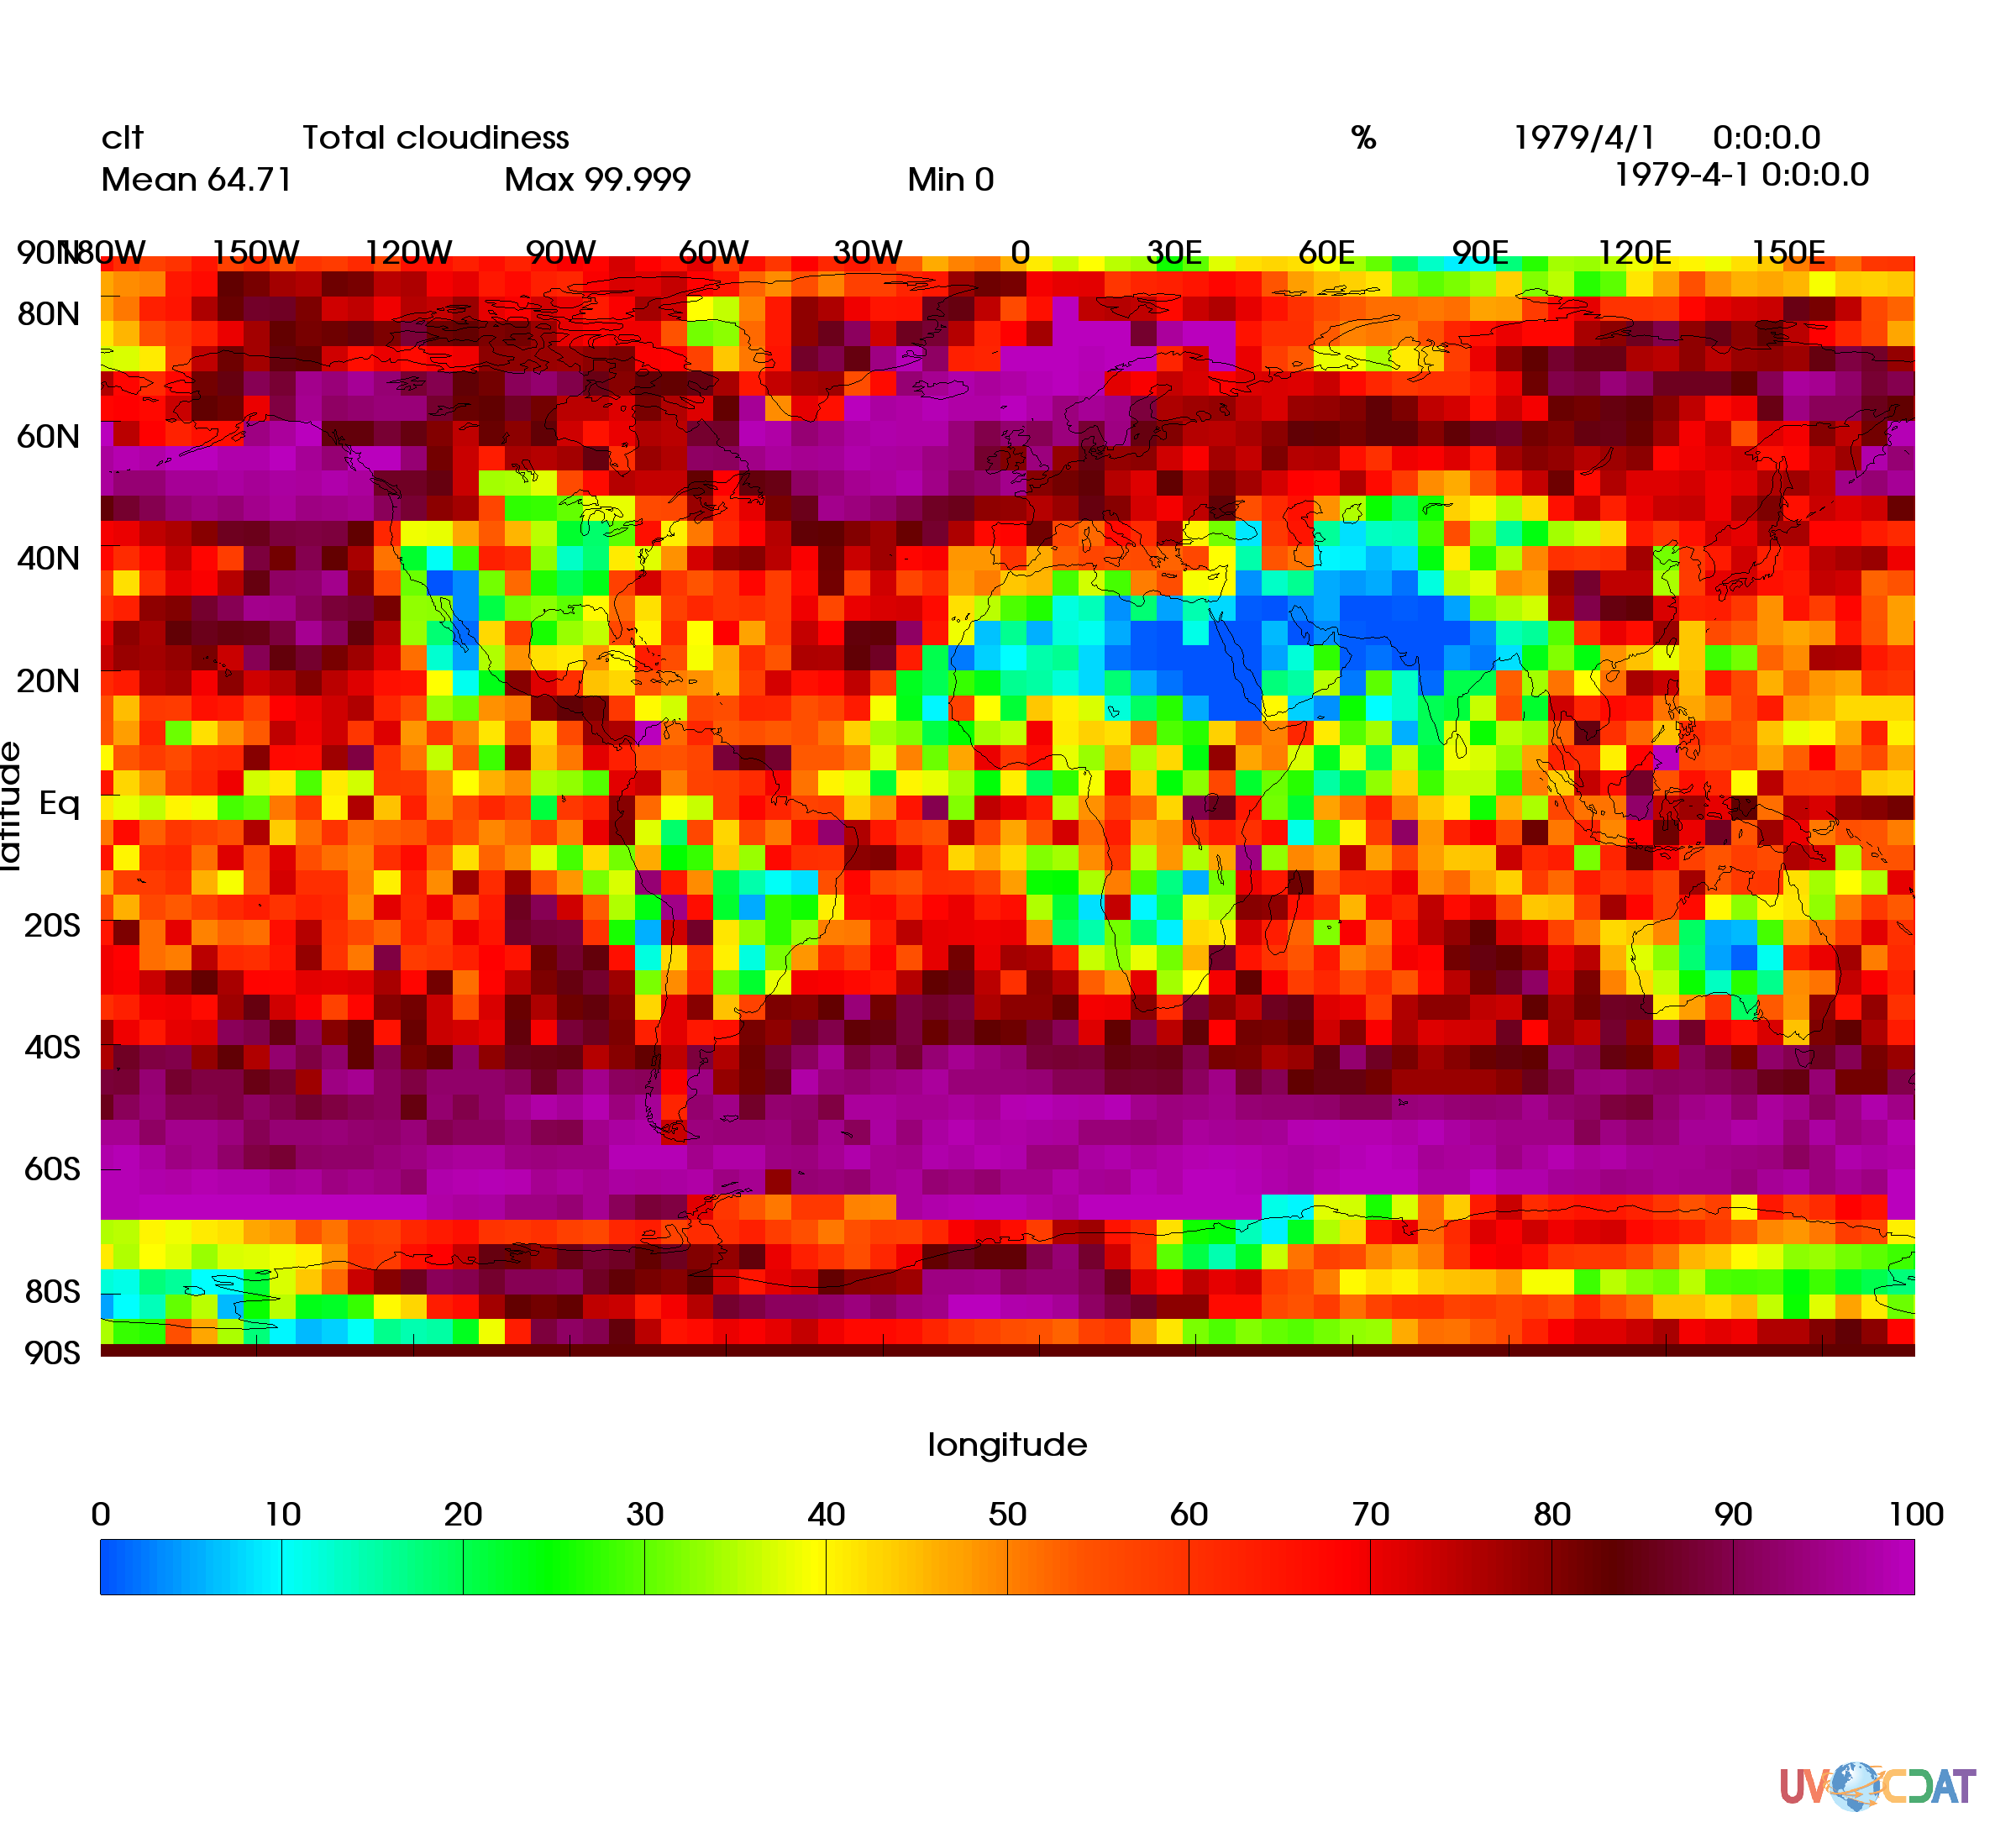 clt Total cloudiness % 1979/4/1 0:0:0.0
Mean 64.71 Max 99.999 Min 0 1979-4-1 0:0:0.0
180W 150W 120W 90W 60W 30W 0 30E 60E 90E 120E 150E
90N
80N
60N
40N
20N
Eq
20S
40S
60S
80S
90S
latitude
longitude
0 10 20 30 40 50 60 70 80 90 100
UV CDAT